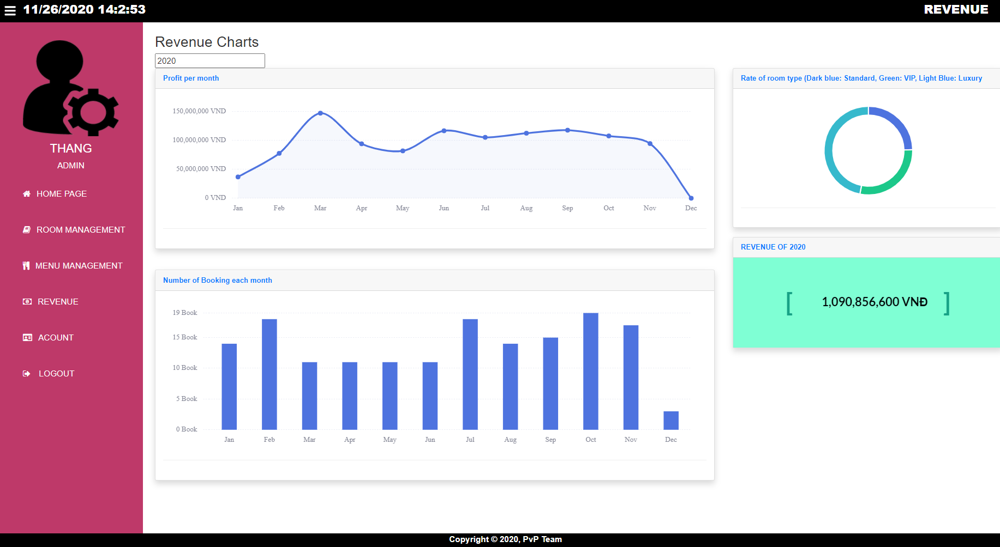 11/26/2020 14:2:53
REVENUE
THANG
ADMIN
HOME PAGE
ROOM MANAGEMENT
MENU MANAGEMENT
REVENUE
ACOUNT
LOGOUT
Revenue Charts
2020
Profit per month
150,000,000 VND
100,000,000 VND
50,000,000 VND
0 VND
Jan Feb Mar Apr May Jun Jul Aug Sep Oct Nov Dec
Number of Booking each month
19 Book
15 Book
10 Book
5 Book
0 Book
Jan Feb Mar Apr May Jun Jul Aug Sep Oct Nov Dec
Rate of room type (Dark blue: Standard, Green: VIP, Light Blue: Luxury
REVENUE OF 2020
[ 1,090,856,600 VNĐ ]
Copyright © 2020, PvP Team